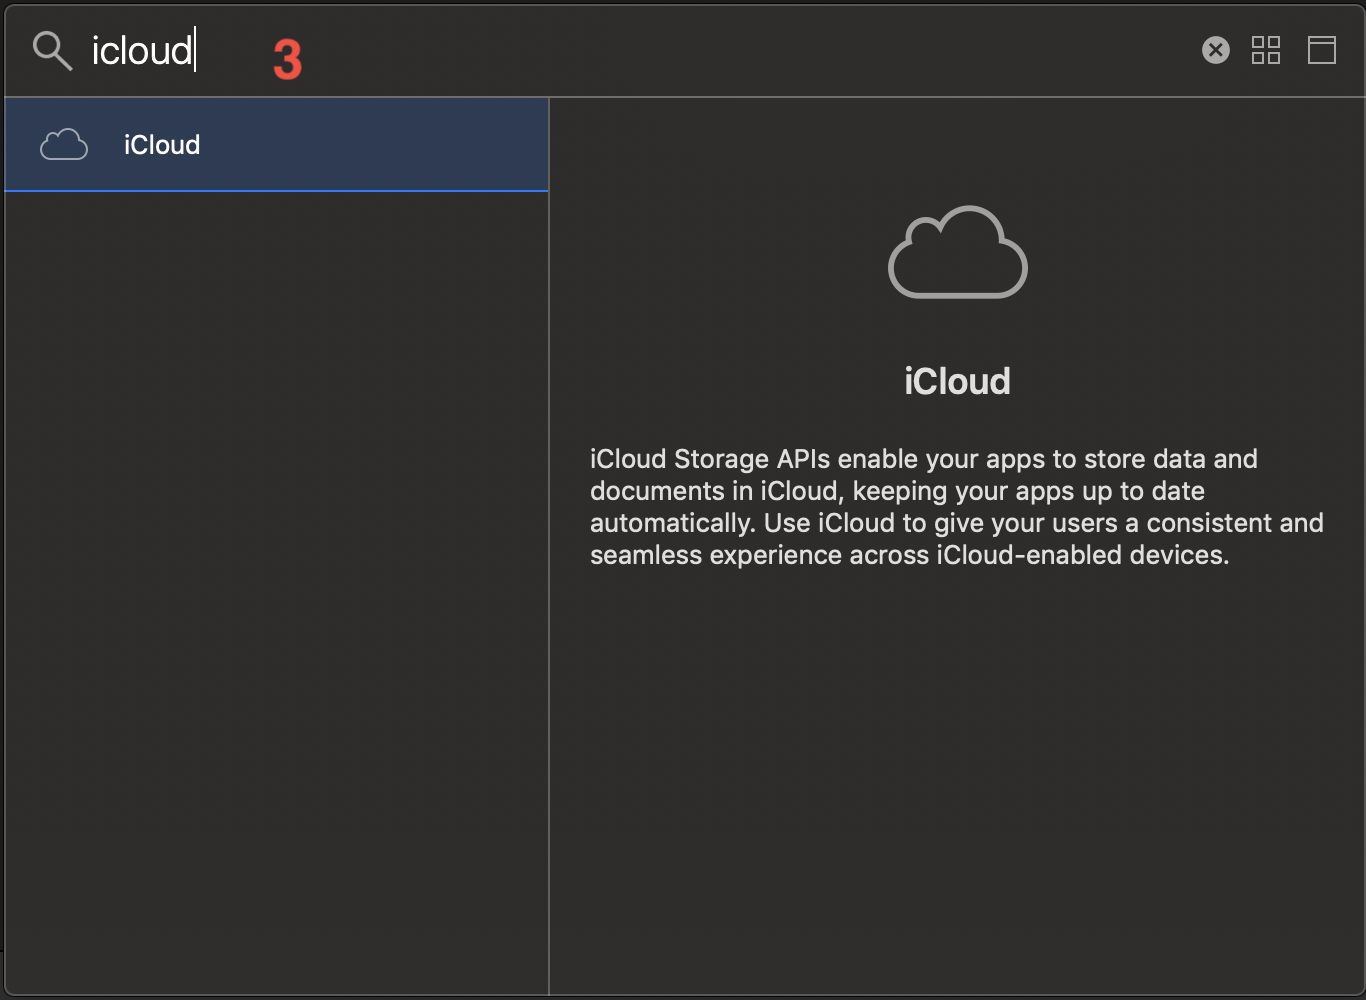 icloud 3
iCloud
iCloud
iCloud Storage APIs enable your apps to store data and
documents in iCloud, keeping your apps up to date
automatically. Use iCloud to give your users a consistent and
seamless experience across iCloud-enabled devices.